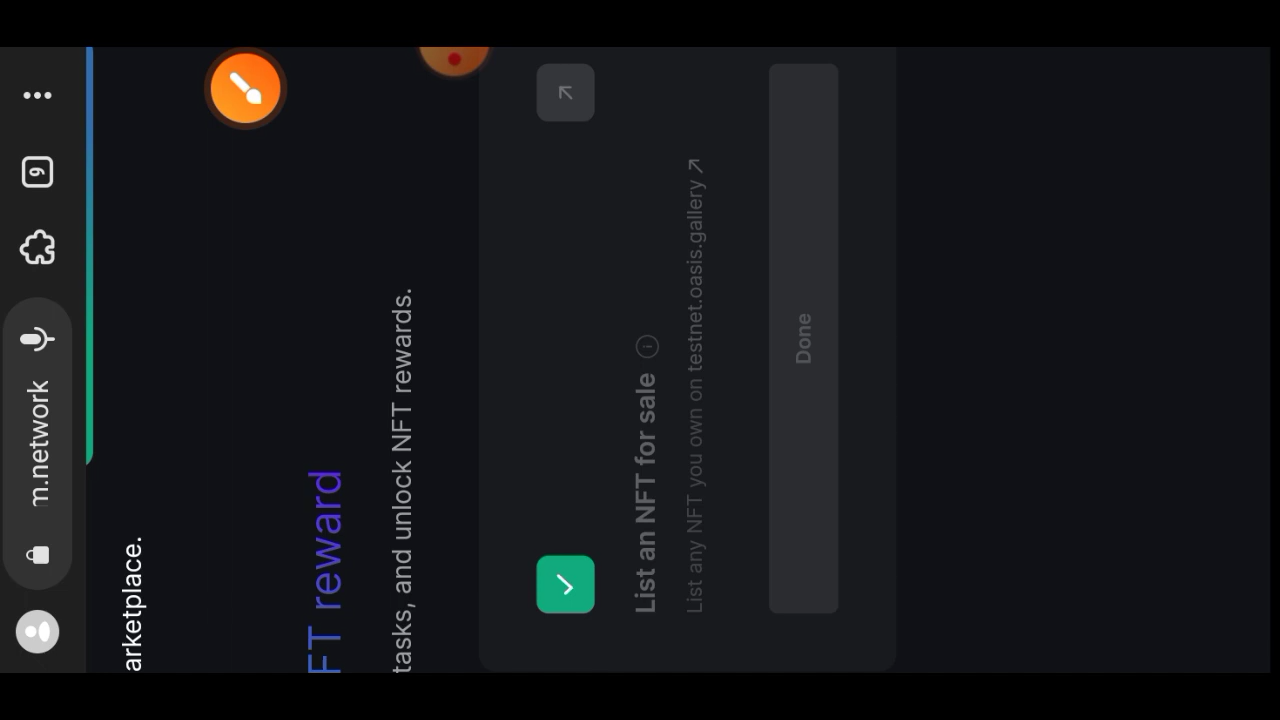 m.network
9
arketplace.
FT reward
tasks, and unlock NFT rewards.
List an NFT for sale
List any NFT you own on testnet.oasis.gallery ↗
Done